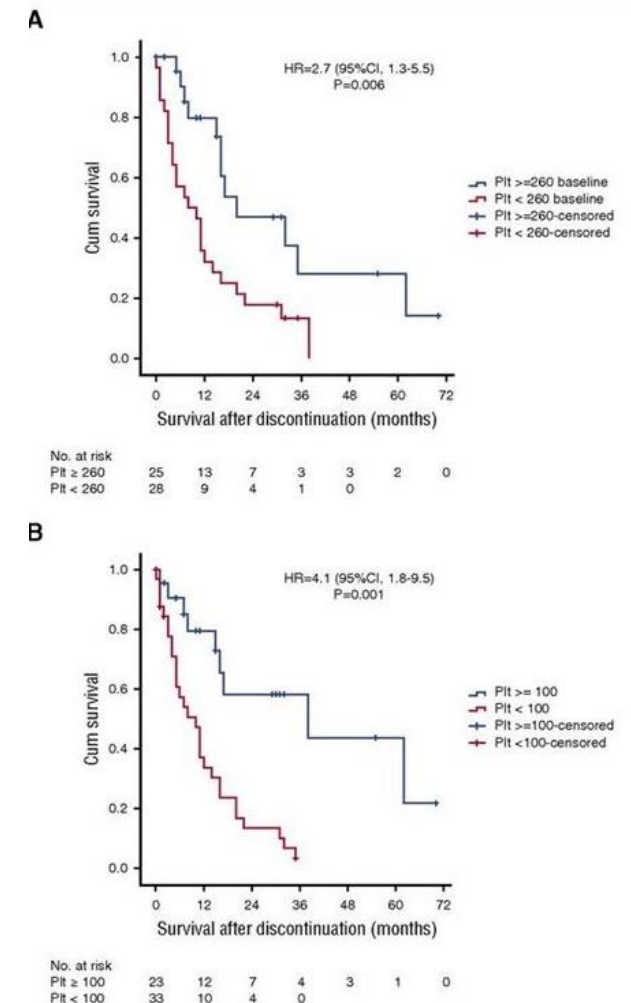 A
HR=2.7 (95%CI, 1.3-5.5)
P=0.006
1.0
0.8
0.6
0.4
0.2
0.0
Cum survival
Plt >=260 baseline
Plt < 260 baseline
Plt >=260-censored
Plt < 260-censored
0 12 24 36 48 60 72
Survival after discontinuation (months)
No. at risk
Plt ≥ 260 25 13 7 3 3 2 0
Plt < 260 28 9 4 1 0
B
HR=4.1 (95%CI, 1.8-9.5)
P=0.001
1.0
0.8
0.6
0.4
0.2
0.0
Cum survival
Plt >= 100
Plt < 100
Plt >=100-censored
Plt <100-censored
0 12 24 36 48 60 72
Survival after discontinuation (months)
No. at risk
Plt ≥ 100 23 12 7 4 3 1 0
Plt < 100 33 10 4 0